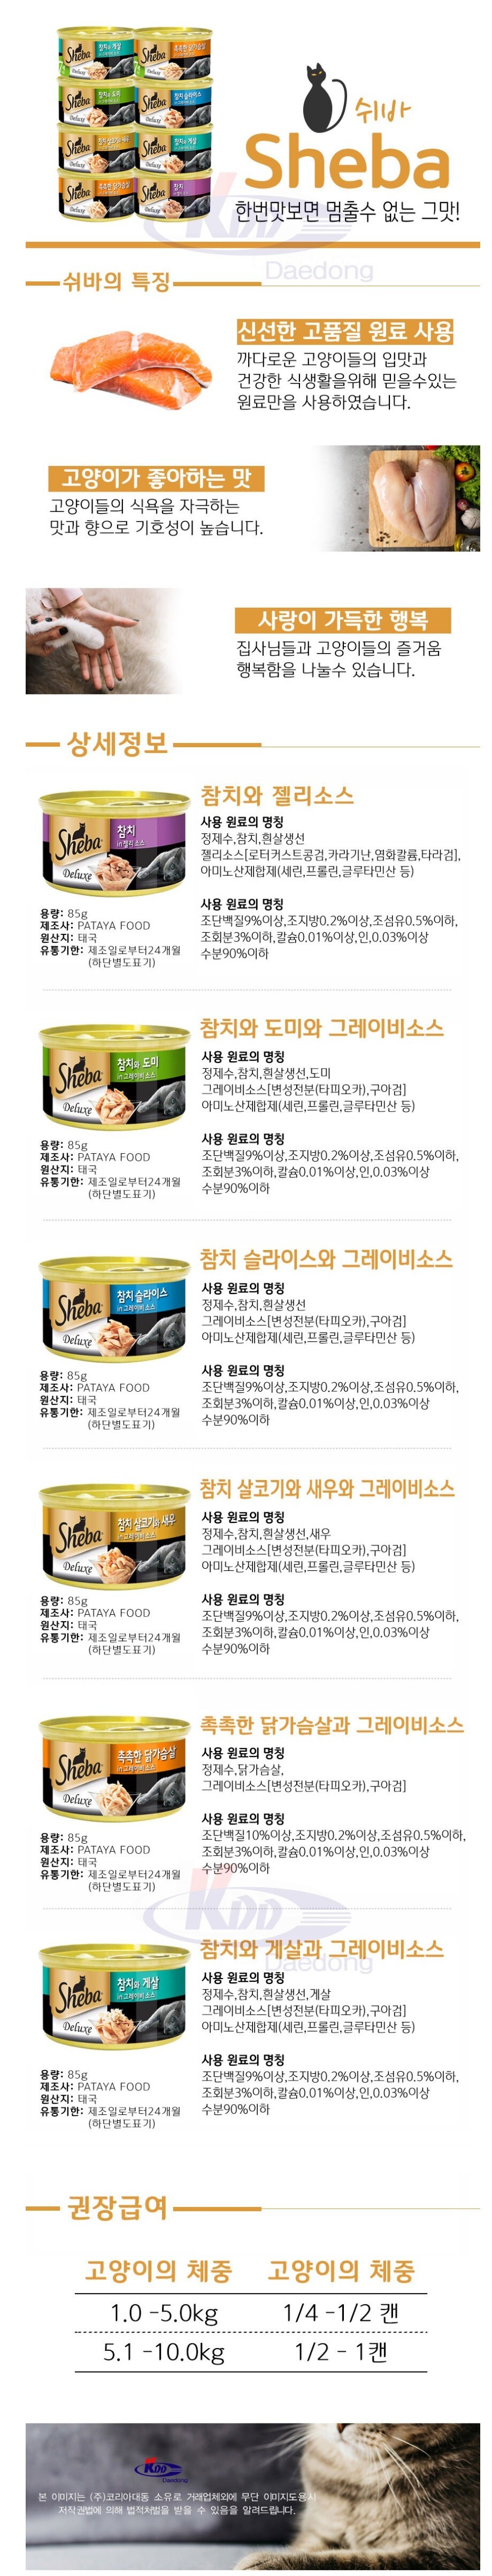 쉬바
Sheba
한번맛보면 멈출수 없는 그맛!
KDD
Daedong
쉬바의 특징
신선한 고품질 원료 사용
까다로운 고양이들의 입맛과
건강한 식생활을위해 믿을수있는
원료만을 사용하였습니다.
고양이가 좋아하는 맛
고양이들의 식욕을 자극하는
맛과 향으로 기호성이 높습니다.
사랑이 가득한 행복
집사님들과 고양이들의 즐거움
행복함을 나눌수 있습니다.
상세정보
참치
in젤리소스
Sheba
Deluxe
용량: 85g
제조사: PATAYA FOOD
원산지: 태국
유통기한: 제조일로부터24개월
(하단별도표기)
참치와 젤리소스
사용 원료의 명칭
정제수,참치,흰살생선
젤리소스[로터커스트콩검,카라기난,염화칼륨,타라검],
아미노산제합제(세린,프롤린,글루타민산 등)
사용 원료의 명칭
조단백질9%이상,조지방0.2%이상,조섬유0.5%이하,
조회분3%이하,칼슘0.01%이상,인,0.03%이상
수분90%이하
참치와 도미
in그레이비소스
Sheba
Deluxe
용량: 85g
제조사: PATAYA FOOD
원산지: 태국
유통기한: 제조일로부터24개월
(하단별도표기)
참치와 도미와 그레이비소스
사용 원료의 명칭
정제수,참치,흰살생선,도미
그레이비소스[변성전분(타피오카),구아검]
아미노산제합제(세린,프롤린,글루타민산 등)
사용 원료의 명칭
조단백질9%이상,조지방0.2%이상,조섬유0.5%이하,
조회분3%이하,칼슘0.01%이상,인,0.03%이상
수분90%이하
참치 슬라이스
in그레이비소스
Sheba
Deluxe
용량: 85g
제조사: PATAYA FOOD
원산지: 태국
유통기한: 제조일로부터24개월
(하단별도표기)
참치 슬라이스와 그레이비소스
사용 원료의 명칭
정제수,참치,흰살생선
그레이비소스[변성전분(타피오카),구아검]
아미노산제합제(세린,프롤린,글루타민산 등)
사용 원료의 명칭
조단백질9%이상,조지방0.2%이상,조섬유0.5%이하,
조회분3%이하,칼슘0.01%이상,인,0.03%이상
수분90%이하
참치 살코기와 새우
in그레이비소스
Sheba
Deluxe
용량: 85g
제조사: PATAYA FOOD
원산지: 태국
유통기한: 제조일로부터24개월
(하단별도표기)
참치 살코기와 새우와 그레이비소스
사용 원료의 명칭
정제수,참치,흰살생선,새우
그레이비소스[변성전분(타피오카),구아검]
아미노산제합제(세린,프롤린,글루타민산 등)
사용 원료의 명칭
조단백질9%이상,조지방0.2%이상,조섬유0.5%이하,
조회분3%이하,칼슘0.01%이상,인,0.03%이상
수분90%이하
촉촉한 닭가슴살
in그레이비소스
Sheba
Deluxe
용량: 85g
제조사: PATAYA FOOD
원산지: 태국
유통기한: 제조일로부터24개월
(하단별도표기)
촉촉한 닭가슴살과 그레이비소스
사용 원료의 명칭
정제수,닭가슴살,
그레이비소스[변성전분(타피오카),구아검]
사용 원료의 명칭
조단백질10%이상,조지방0.2%이상,조섬유0.5%이하,
조회분3%이하,칼슘0.01%이상,인,0.03%이상
수분90%이하
KDD
Daedong
참치와 게살
in그레이비소스
Sheba
Deluxe
용량: 85g
제조사: PATAYA FOOD
원산지: 태국
유통기한: 제조일로부터24개월
(하단별도표기)
참치와 게살과 그레이비소스
사용 원료의 명칭
정제수,참치,흰살생선,게살
그레이비소스[변성전분(타피오카),구아검]
아미노산제합제(세린,프롤린,글루타민산 등)
사용 원료의 명칭
조단백질9%이상,조지방0.2%이상,조섬유0.5%이하,
조회분3%이하,칼슘0.01%이상,인,0.03%이상
수분90%이하
권장급여
고양이의 체중 고양이의 체중
1.0 -5.0kg 1/4 -1/2 캔
5.1 -10.0kg 1/2 - 1캔
KDD
Daedong
본 이미지는 (주)코리아대동 소유로 거래업체외에 무단 이미지도용시
저작권법에 의해 법적처벌을 받을 수 있음을 알려드립니다.